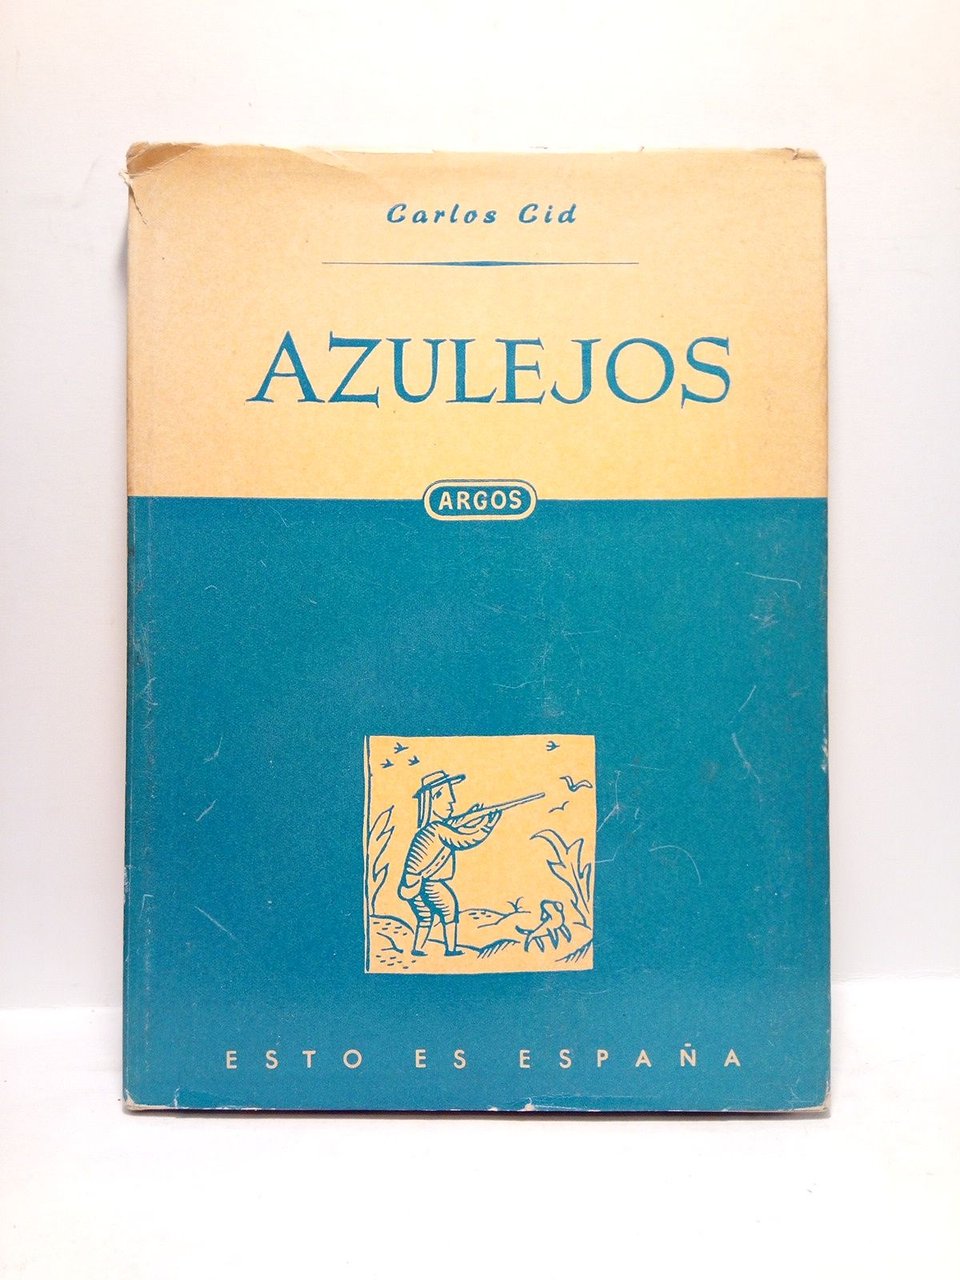 Carlos Cid
AZULEJOS
ARGOS
ESTO ES ESPAÑA